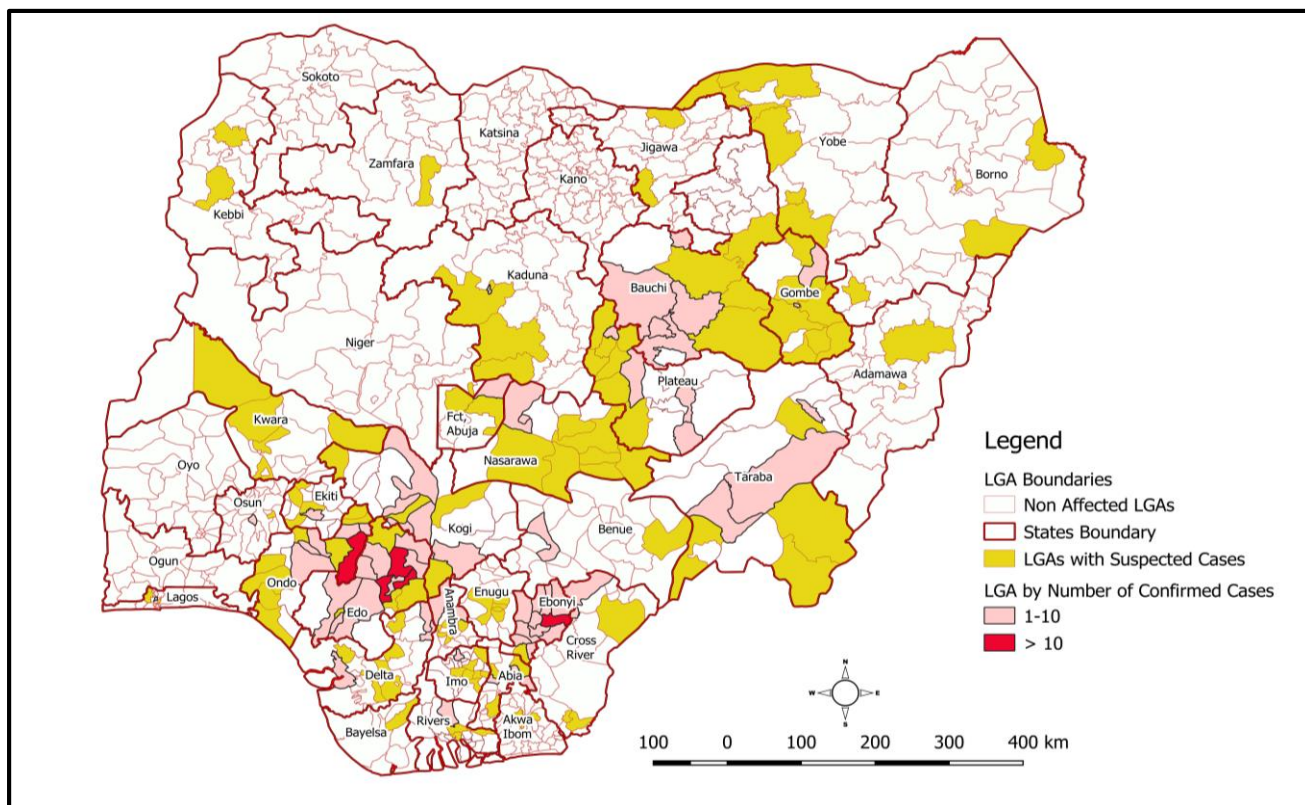 Sokoto
Katsina
Jigawa
Yobe
Zamfara
Kano
Borno
Kebbi
Kaduna
Bauchi
Gombe
Niger
Plateau
Adamawa
Kwara
Fct,
Abuja
Nasarawa
Oyo
Taraba
Osun
Ekiti
Kogi
Benue
Ogun
Ondo
Lagos
Edo
Anambra
Enugu
Ebonyi
Cross
River
Delta
Imo
Abia
Bayelsa
Rivers
Akwa
Ibom
Legend
LGA Boundaries
Non Affected LGAs
States Boundary
LGAs with Suspected Cases
LGA by Number of Confirmed Cases
1-10
> 10
N
W
E
S
100 0 100 200 300 400 km